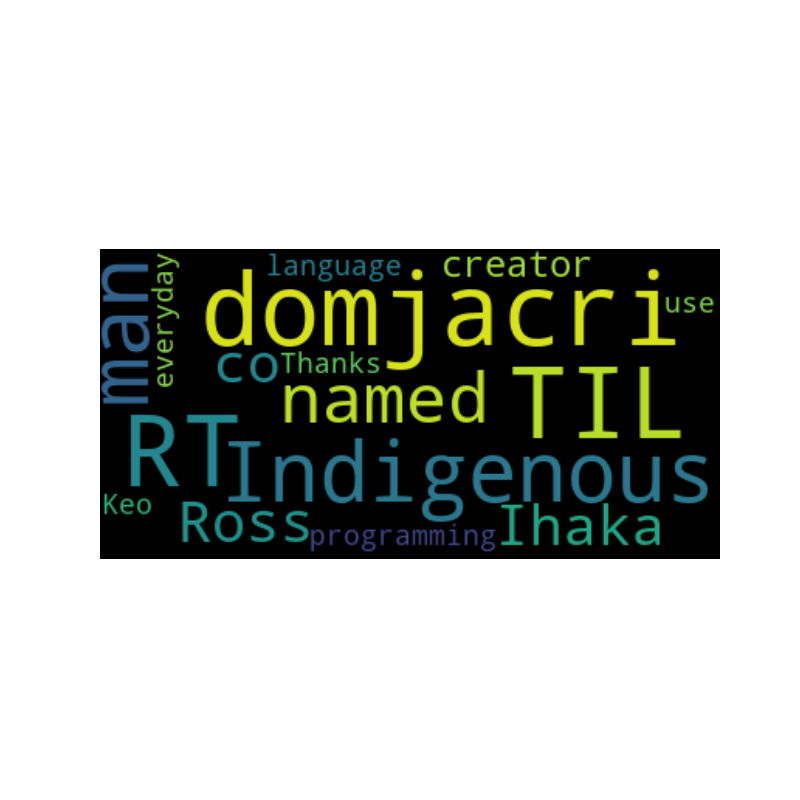 man
everyday
language
creator
domjacri
use
co
Thanks
named
TIL
RT
Indigenous
Keo
Ross
programming
Ihaka